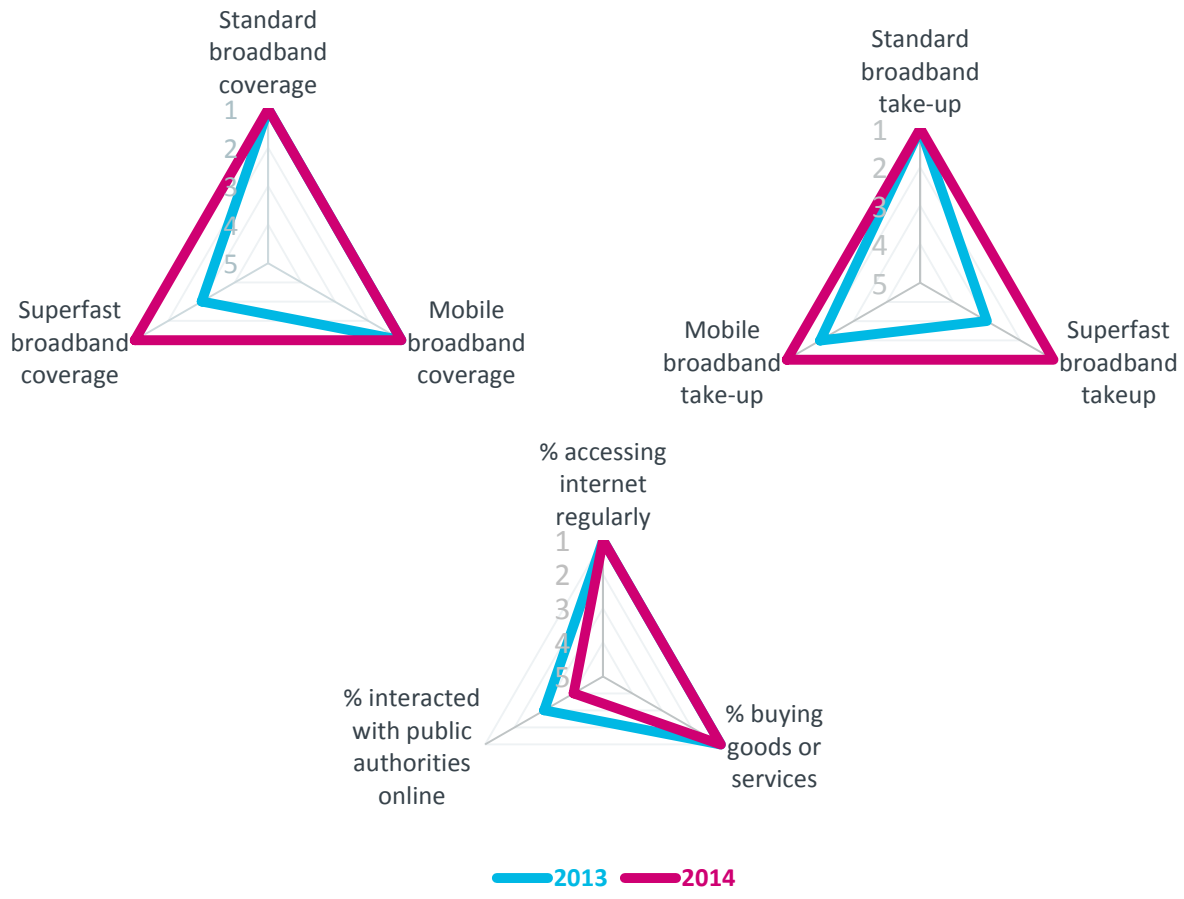 Standard
broadband
coverage
1
2
3
4
5
Superfast
broadband
coverage
Mobile
broadband
coverage
Standard
broadband
take-up
1
2
3
4
5
Mobile
broadband
take-up
Superfast
broadband
takeup
% accessing
internet
regularly
1
2
3
4
5
% interacted
with public
authorities
online
% buying
goods or
services
2013
2014